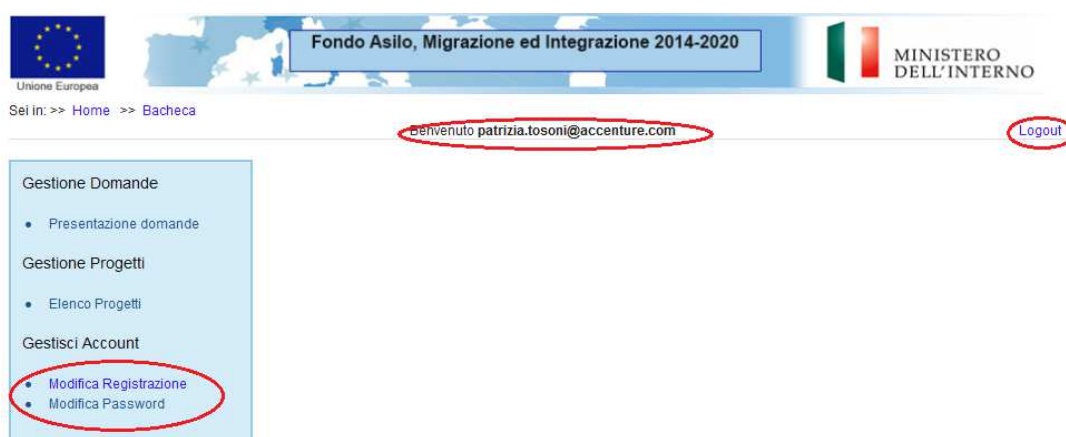 Fondo Asilo, Migrazione ed Integrazione 2014-2020
MINISTERO
DELL'INTERNO
Unione Europea
Sei in: >> Home >> Bacheca
Benvenuto patrizia.tosoni@accenture.com
Logout
Gestione Domande
• Presentazione domande
Gestione Progetti
• Elenco Progetti
Gestisci Account
• Modifica Registrazione
• Modifica Password